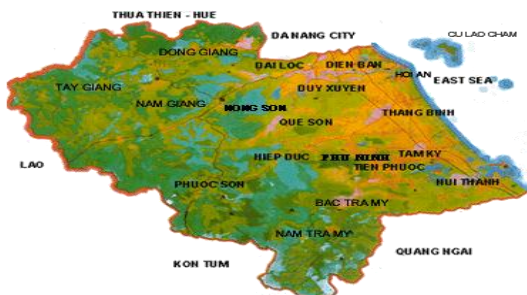 THUA THIEN - HUE
CU LAO CHAM
DA NANG CITY
DONG GIANG
DAI LOC
DIEN BAN
HOI AN
EAST SEA
TAY GIANG
DUY XUYEN
NAM GIANG
NONG SON
THANG BINH
QUE SON
LAO
HIEP DUC
PHU NINH
TAM KY
TIEN PHUOC
PHUOC SON
NUI THANH
BAC TRA MY
NAM TRA MY
QUANG NGAI
KON TUM